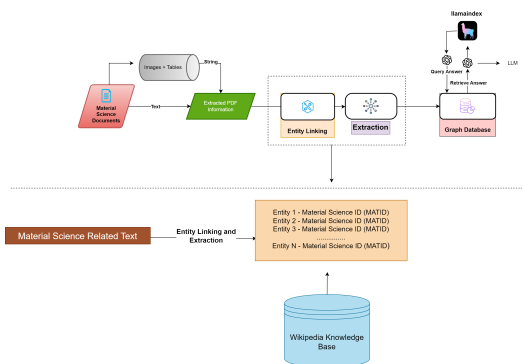 llamaindex
Images + Tables
String
Query Answer
LLM
Retrieve Answer
Material
Science
Documents
Text
Extracted PDF
Information
Entity Linking
Extraction
Graph Database
Material Science Related Text
Entity Linking and
Extraction
Entity 1 - Material Science ID (MATID)
Entity 2 - Material Science ID (MATID)
Entity 3 - Material Science ID (MATID)
..............
Entity N - Material Science ID (MATID)
Wikipedia Knowledge
Base